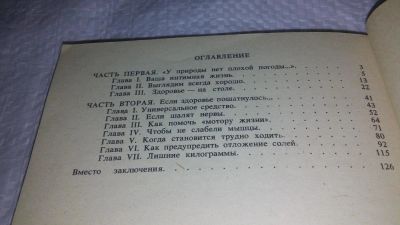 ОГЛАВЛЕНИЕ
ЧАСТЬ ПЕРВАЯ. «У природы нет плохой погоды...». 3
Глава I. Ваша интимная жизнь. 5
Глава II. Выглядим всегда хорошо. 13
Глава III. Здоровье — на столе. 22
ЧАСТЬ ВТОРАЯ. Если здоровье пошатнулось... 41
Глава I. Универсальное средство. 43
Глава II. Если шалят нервы. 52
Глава III. Как помочь «мотору жизни». 64
Глава IV. Чтобы не слабели мышцы. 71
Глава V. Когда становится трудно ходить. 80
Глава VI. Как предупредить отложение солей. 92
Глава VII. Лишние килограммы. 115
Вместо заключения. 126